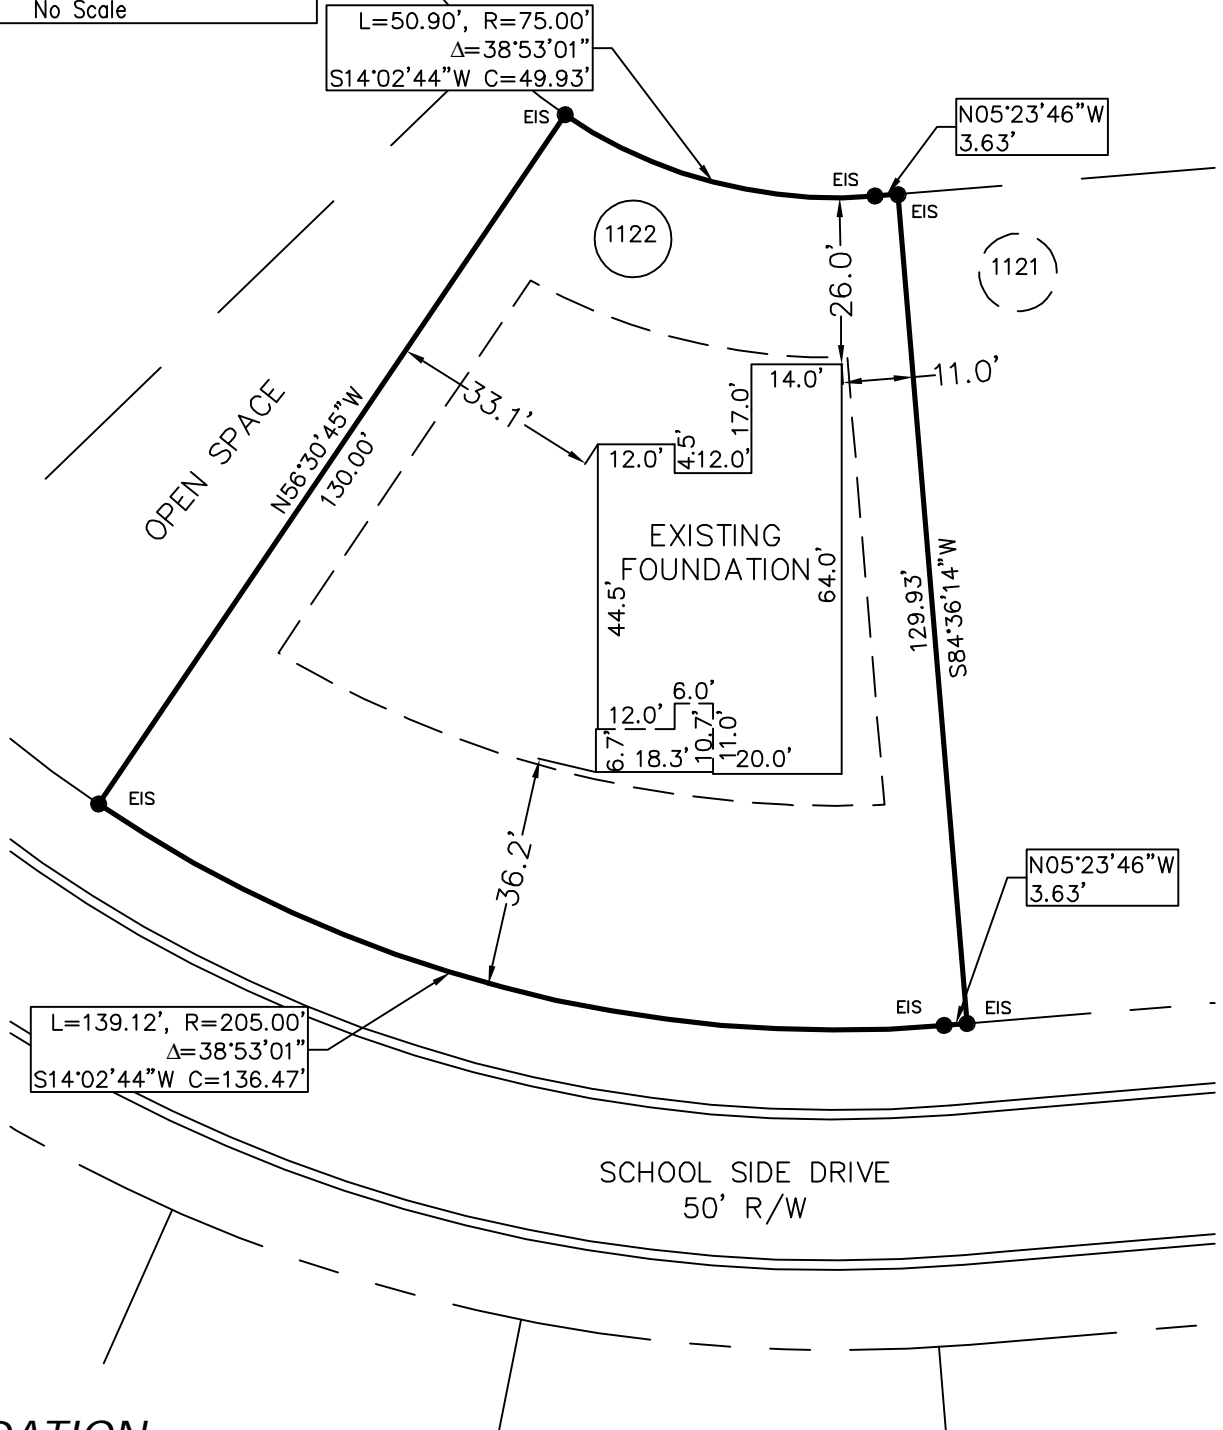 No Scale
L=50.90', R=75.00'
Δ=38°53'01"
S14°02'44"W C=49.93'
EIS
N05°23'46"W
3.63'
EIS
EIS
1122
1121
26.0'
11.0'
14.0'
17.0'
33.1'
4.5'
12.0'
12.0'
OPEN SPACE
N56°30'45"W
130.00'
EXISTING
FOUNDATION
44.5'
64.0'
129.93'
S84°36'14"W
6.0'
12.0'
10.7'
11.0'
6.7'
18.3'
20.0'
EIS
36.2'
N05°23'46"W
3.63'
EIS
EIS
L=139.12', R=205.00'
Δ=38°53'01"
S14°02'44"W C=136.47'
SCHOOL SIDE DRIVE
50' R/W